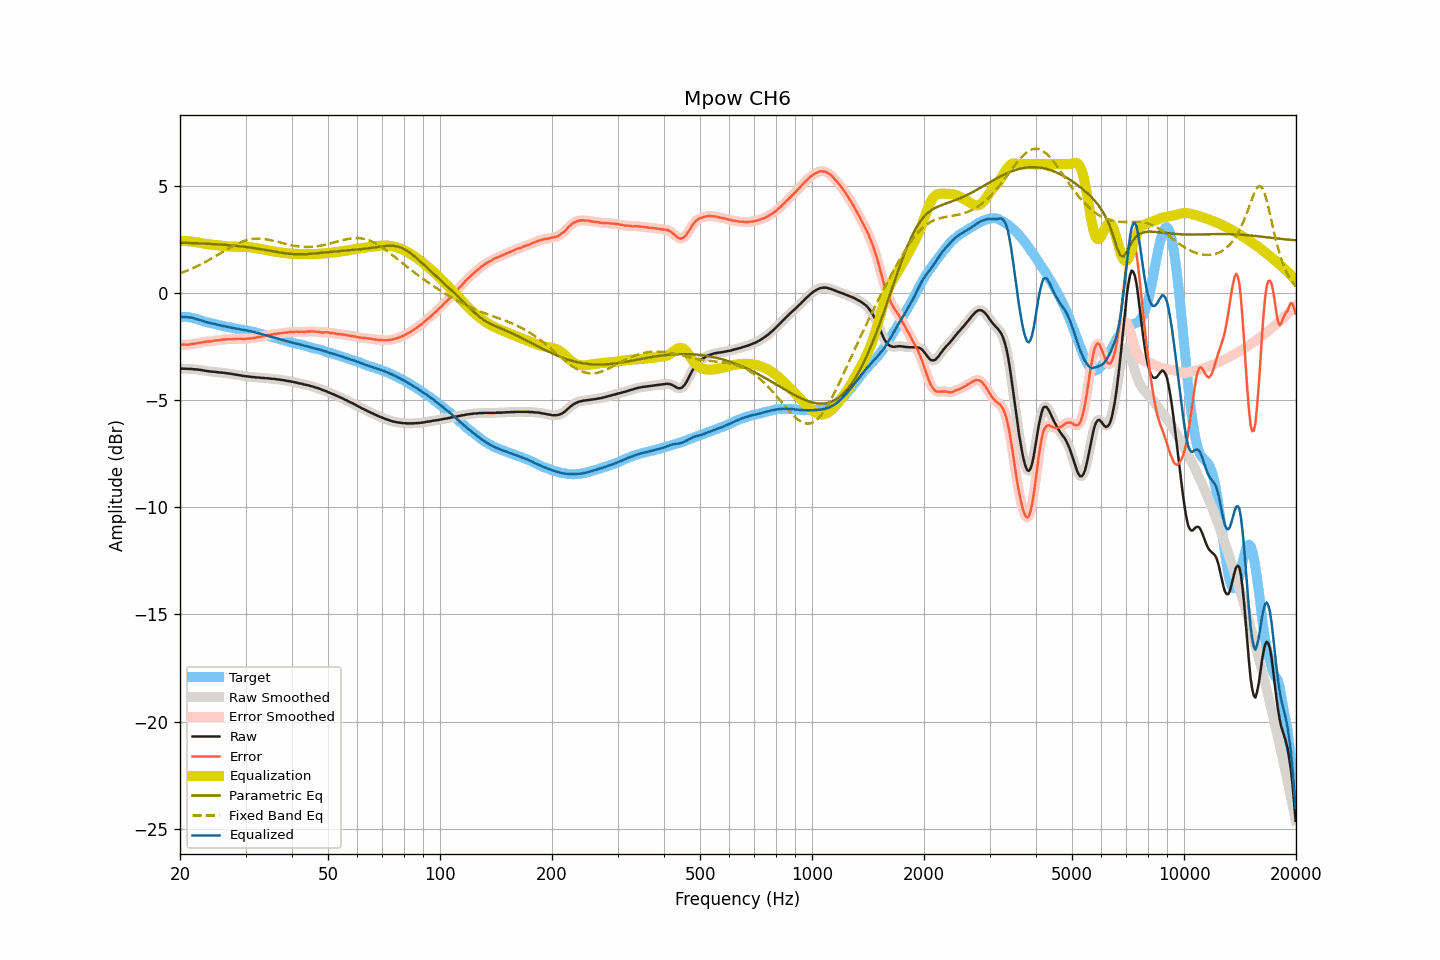 Mpow CH6
5
0
−5
−10
−15
−20
−25
Amplitude (dBr)
Target
Raw Smoothed
Error Smoothed
Raw
Error
Equalization
Parametric Eq
Fixed Band Eq
Equalized
20 50 100 200 500 1000 2000 5000 10000 20000
Frequency (Hz)